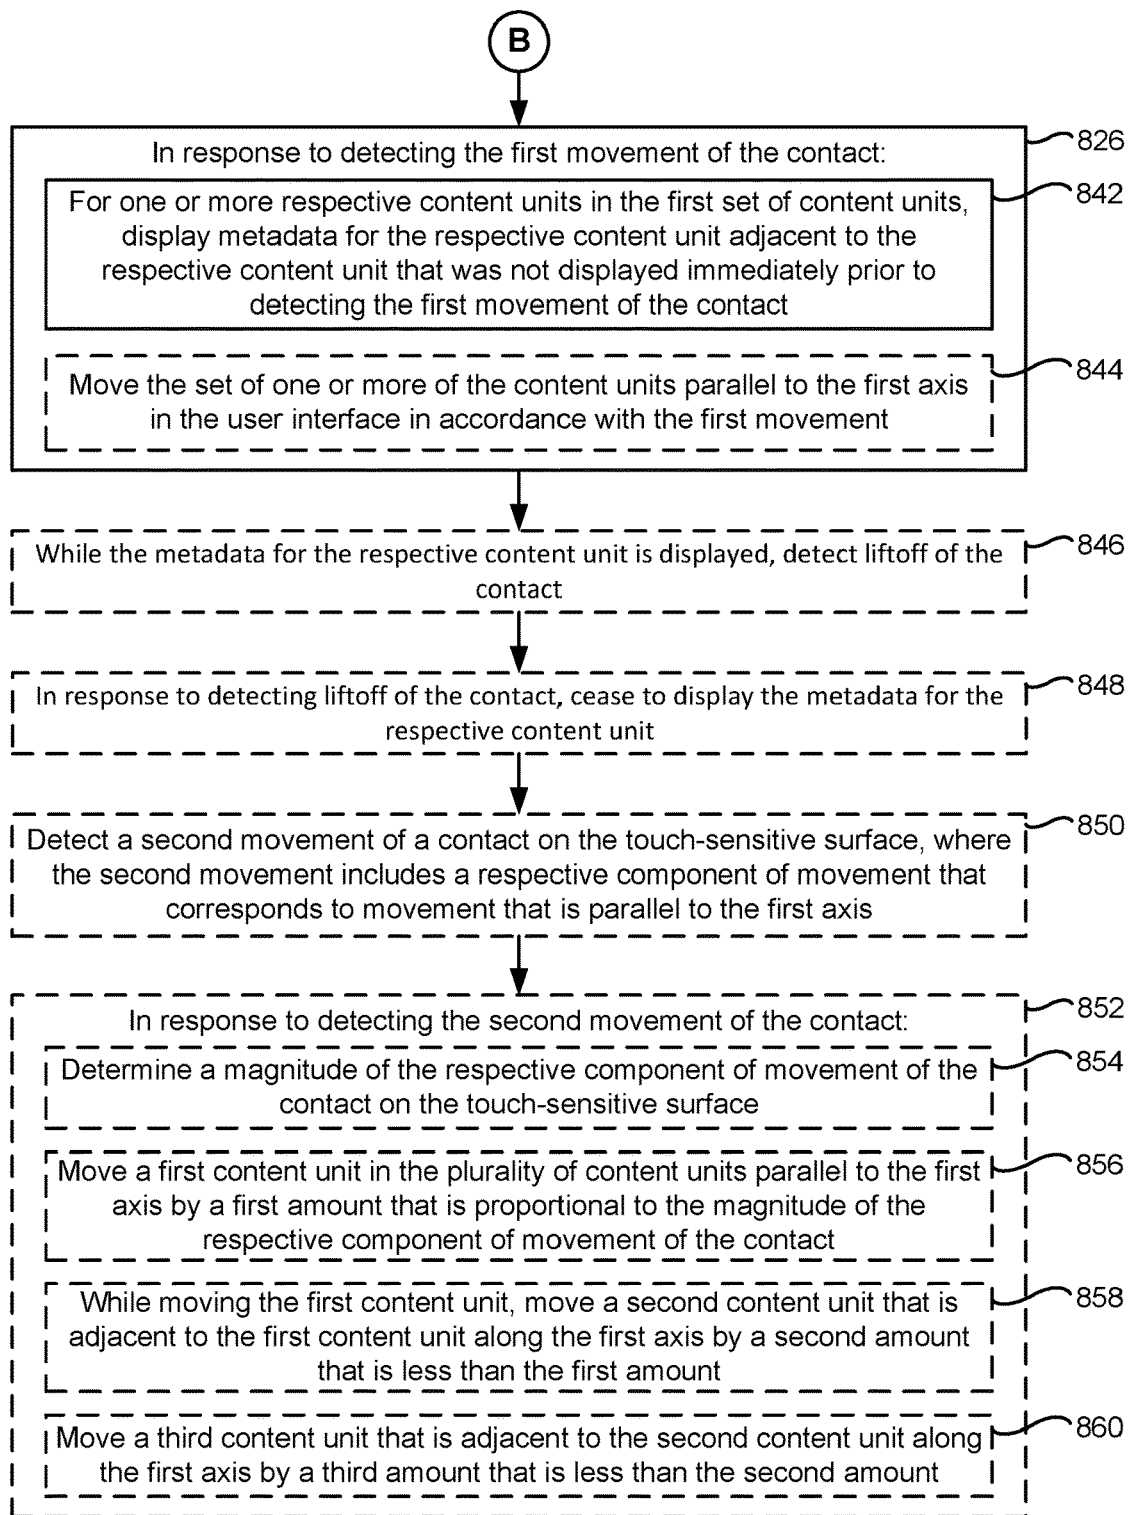 B
In response to detecting the first movement of the contact:
826
For one or more respective content units in the first set of content units,
display metadata for the respective content unit adjacent to the
respective content unit that was not displayed immediately prior to
detecting the first movement of the contact
842
Move the set of one or more of the content units parallel to the first axis
in the user interface in accordance with the first movement
844
While the metadata for the respective content unit is displayed, detect liftoff of the
contact
846
In response to detecting liftoff of the contact, cease to display the metadata for the
respective content unit
848
Detect a second movement of a contact on the touch-sensitive surface, where
the second movement includes a respective component of movement that
corresponds to movement that is parallel to the first axis
850
In response to detecting the second movement of the contact:
852
Determine a magnitude of the respective component of movement of the
contact on the touch-sensitive surface
854
Move a first content unit in the plurality of content units parallel to the first
axis by a first amount that is proportional to the magnitude of the
respective component of movement of the contact
856
While moving the first content unit, move a second content unit that is
adjacent to the first content unit along the first axis by a second amount
that is less than the first amount
858
Move a third content unit that is adjacent to the second content unit along
the first axis by a third amount that is less than the second amount
860